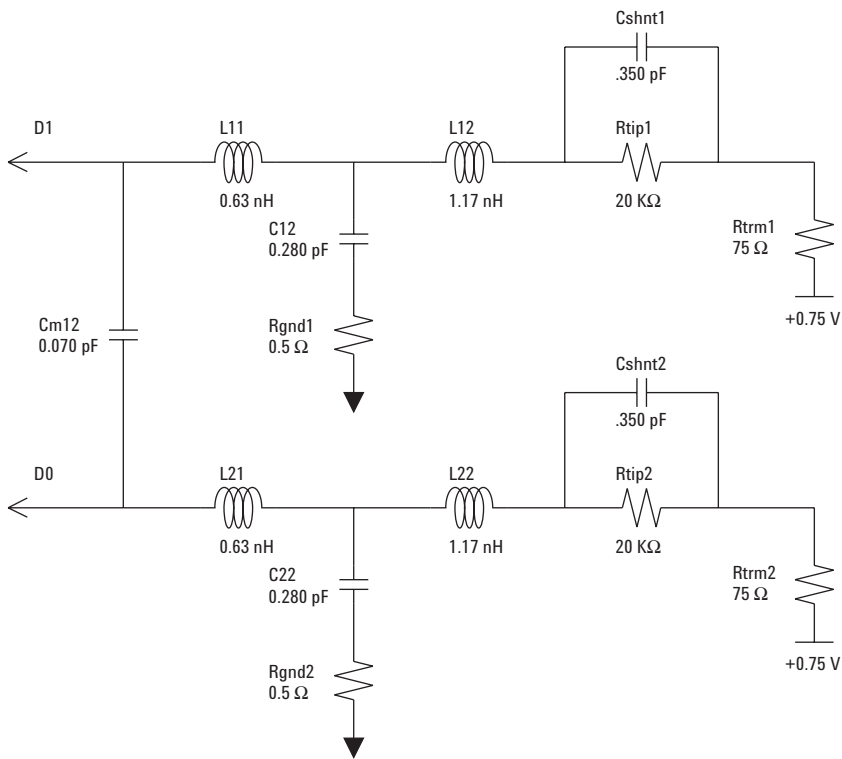 Cshnt1
.350 pF
D1
L11
L12
Rtip1
0.63 nH
1.17 nH
20 KΩ
C12
0.280 pF
Rtrm1
75 Ω
Cm12
0.070 pF
Rgnd1
0.5 Ω
+0.75 V
Cshnt2
.350 pF
D0
L21
L22
Rtip2
0.63 nH
1.17 nH
20 KΩ
C22
0.280 pF
Rtrm2
75 Ω
Rgnd2
0.5 Ω
+0.75 V